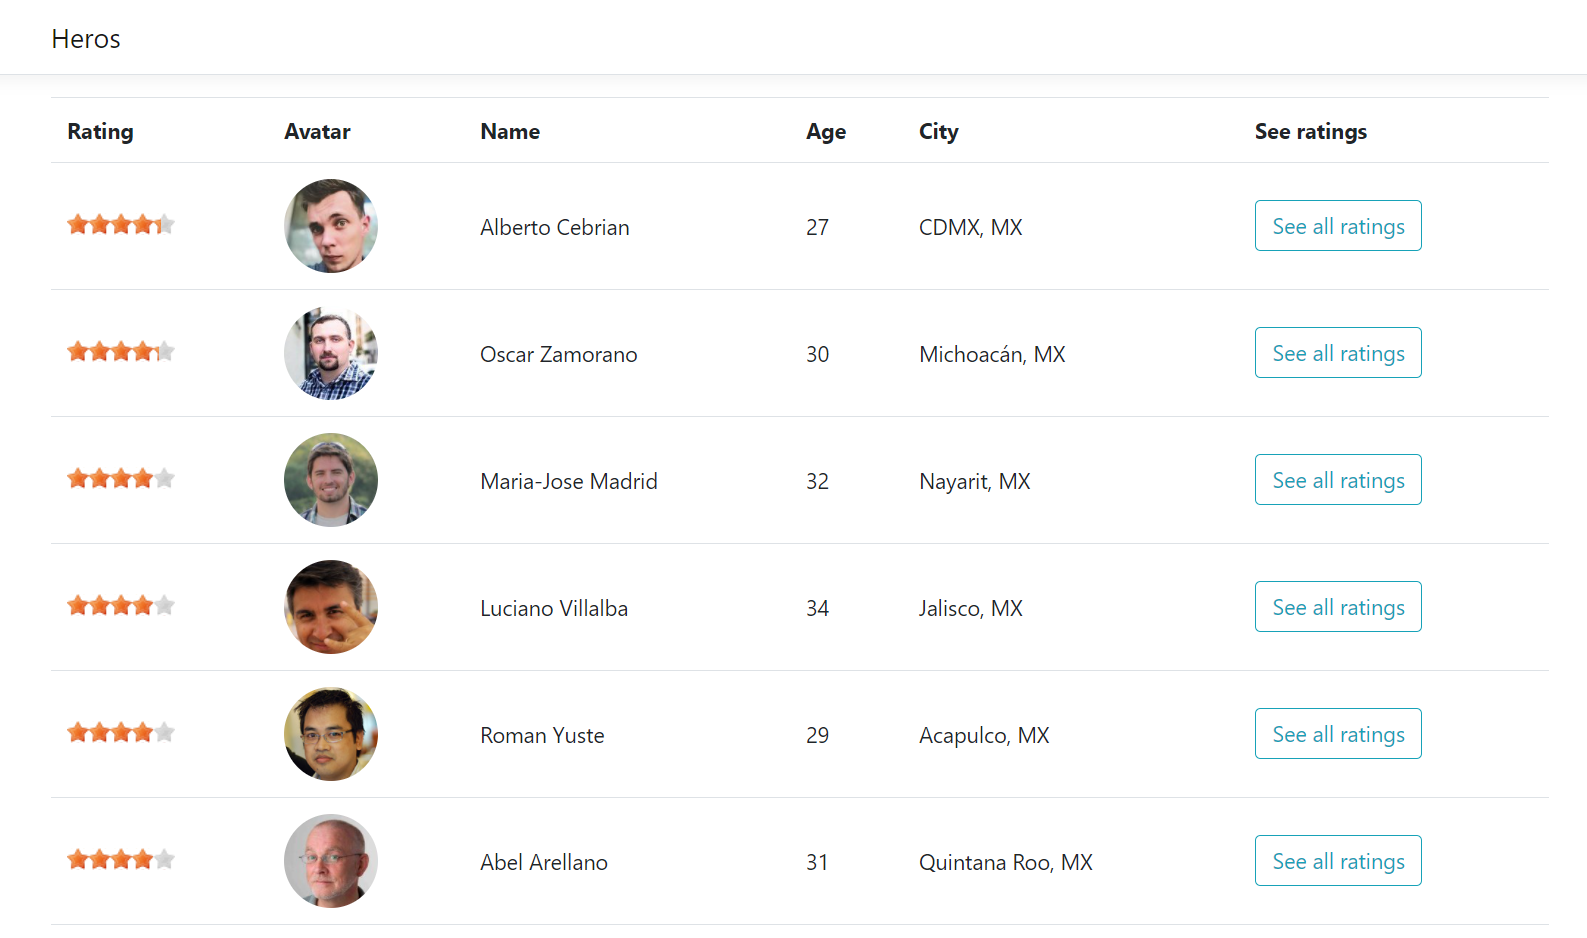 Heros
Rating Avatar Name Age City See ratings
Alberto Cebrian 27 CDMX, MX See all ratings
Oscar Zamorano 30 Michoacán, MX See all ratings
Maria-Jose Madrid 32 Nayarit, MX See all ratings
Luciano Villalba 34 Jalisco, MX See all ratings
Roman Yuste 29 Acapulco, MX See all ratings
Abel Arellano 31 Quintana Roo, MX See all ratings